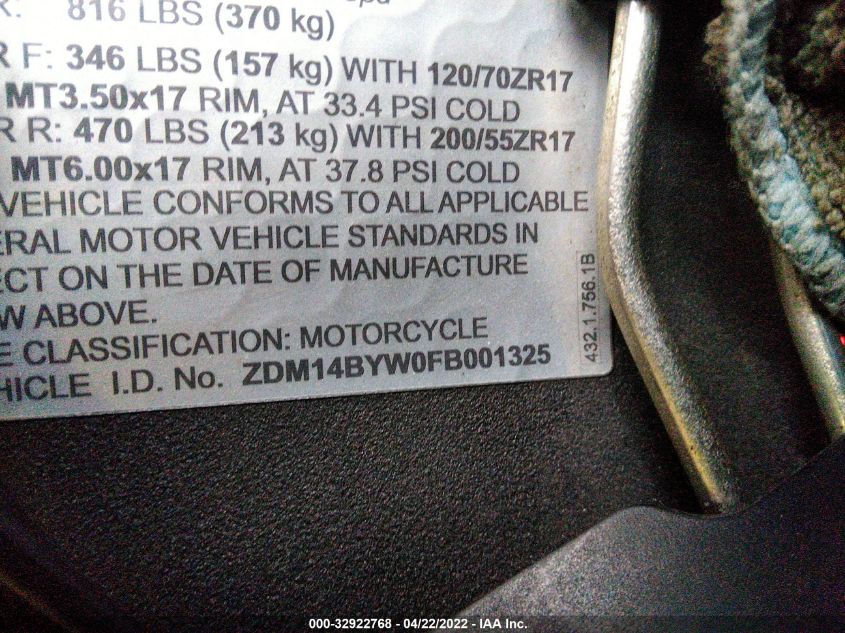 816 LBS (370 kg)
R F: 346 LBS (157 kg) WITH 120/70ZR17
MT3.50x17 RIM, AT 33.4 PSI COLD
R R: 470 LBS (213 kg) WITH 200/55ZR17
MT6.00x17 RIM, AT 37.8 PSI COLD
VEHICLE CONFORMS TO ALL APPLICABLE
ERAL MOTOR VEHICLE STANDARDS IN
ECT ON THE DATE OF MANUFACTURE
W ABOVE.
E CLASSIFICATION: MOTORCYCLE
HICLE I.D. No. ZDM14BYW0FB001325
432.1.756.1B
000-32922768 - 04/22/2022 - IAA Inc.